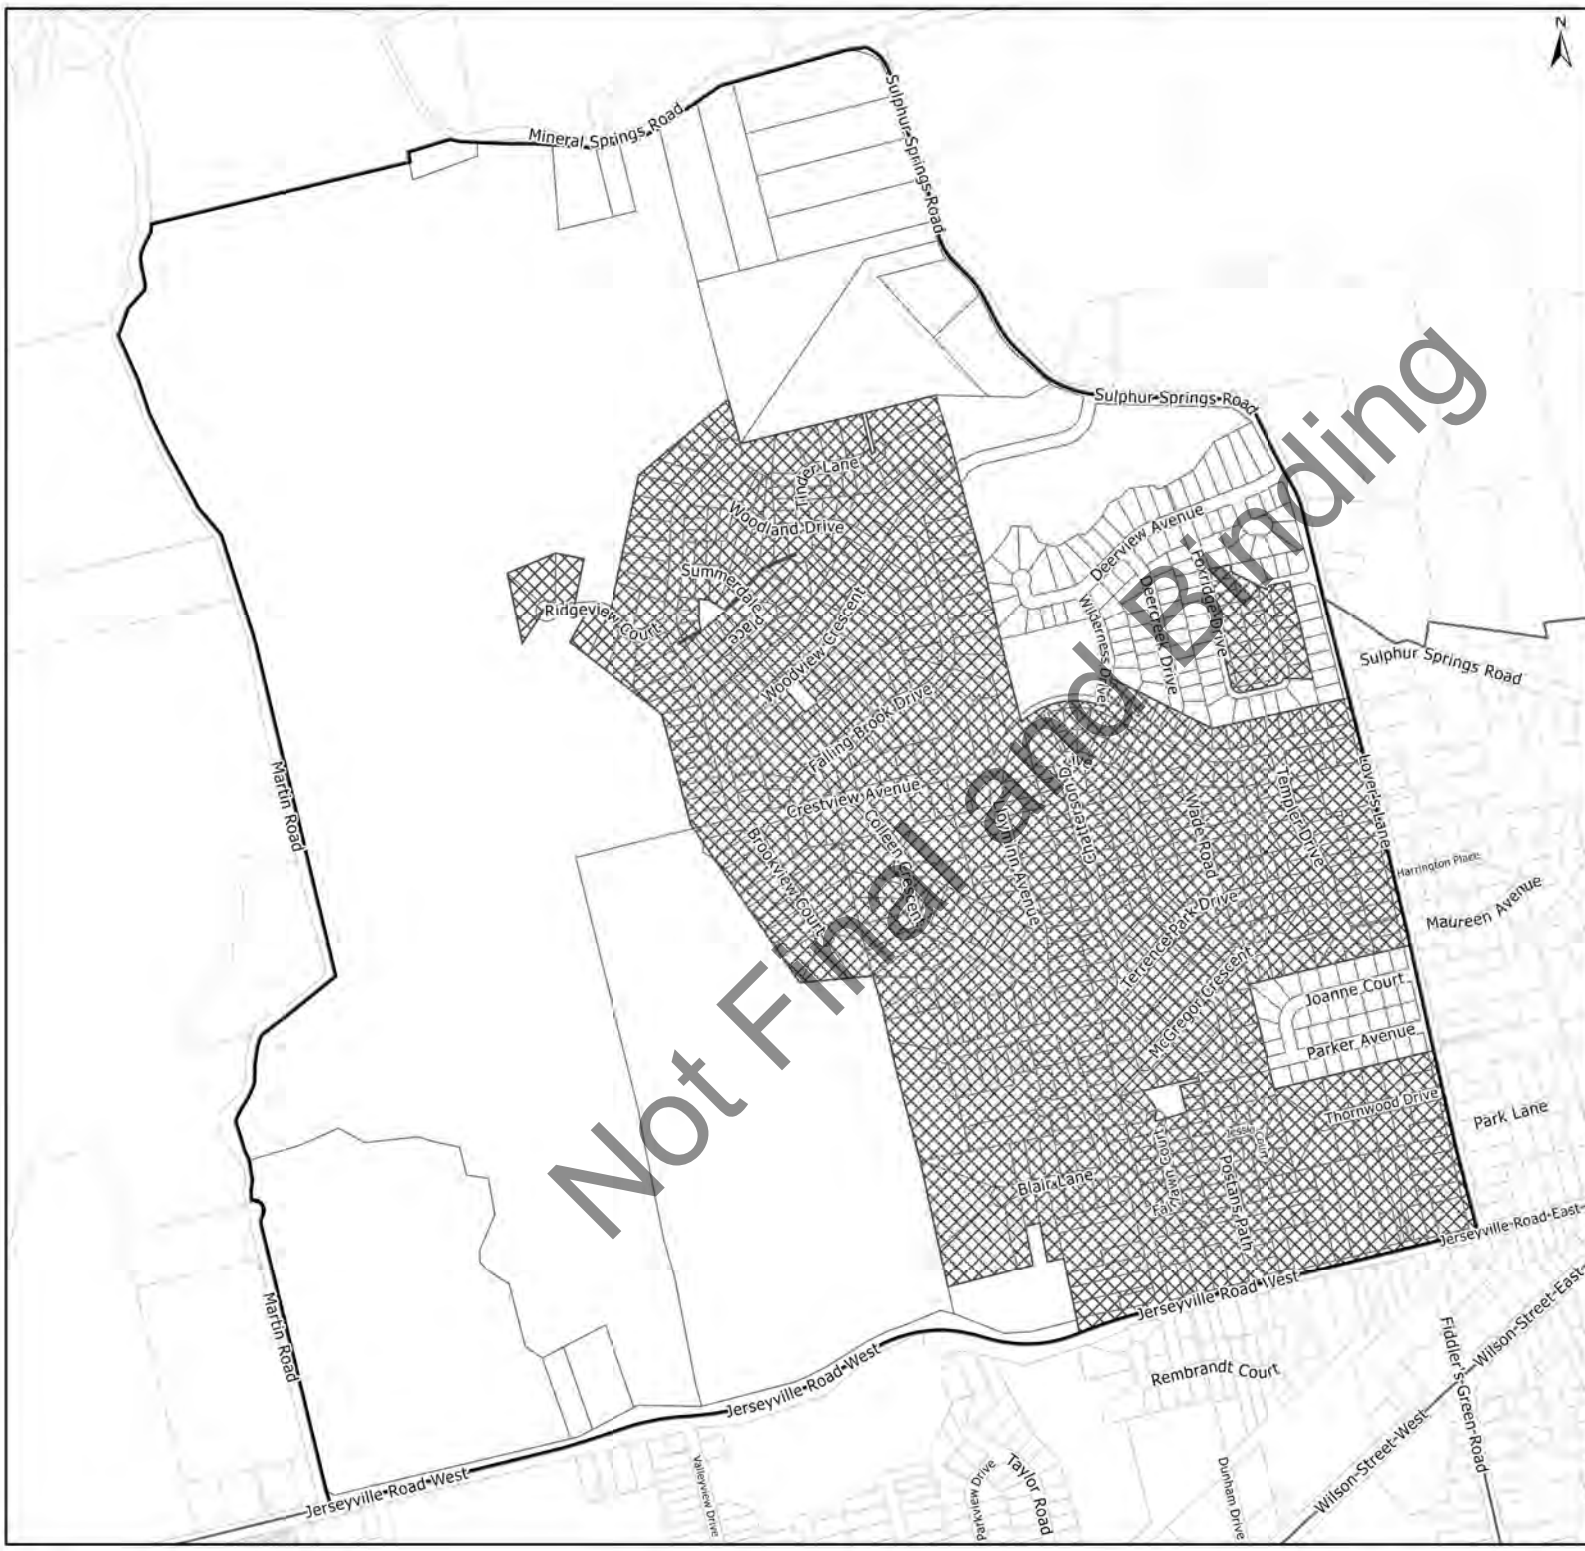 N
Mineral Springs Road
Sulphur•Springs•Road
Sulphur•Springs•Road
Linder Lane
Woodland Drive
Deerview Avenue
Summerdale Place
Foxridge Drive
Deercreek Drive
Ridgeview Court
Woodview Crescent
Wilderness Drive
Sulphur Springs Road
Falling Brook Drive
Martin Road
Crestview Avenue
Lover's Lane
Templer Drive
Wade Road
Colleen Crescent
Brookview Court
Harrington Place
Maureen Avenue
Terrence Park Drive
McGregor Crescent
Joanne Court
Parker Avenue
Thornwood Drive
Park Lane
Blair Lane
Postans Path
Jerseyville•Road•East
Jerseyville•Road•West
Martin Road
Jerseyville•Road•West
Rembrandt Court
Fiddler's•Green•Road
Wilson•Street•East
Wilson•Street•West
Jerseyville•Road•West
Valleyview Drive
Parkview Drive
Taylor Road
Dunham Drive
Not Final and Binding